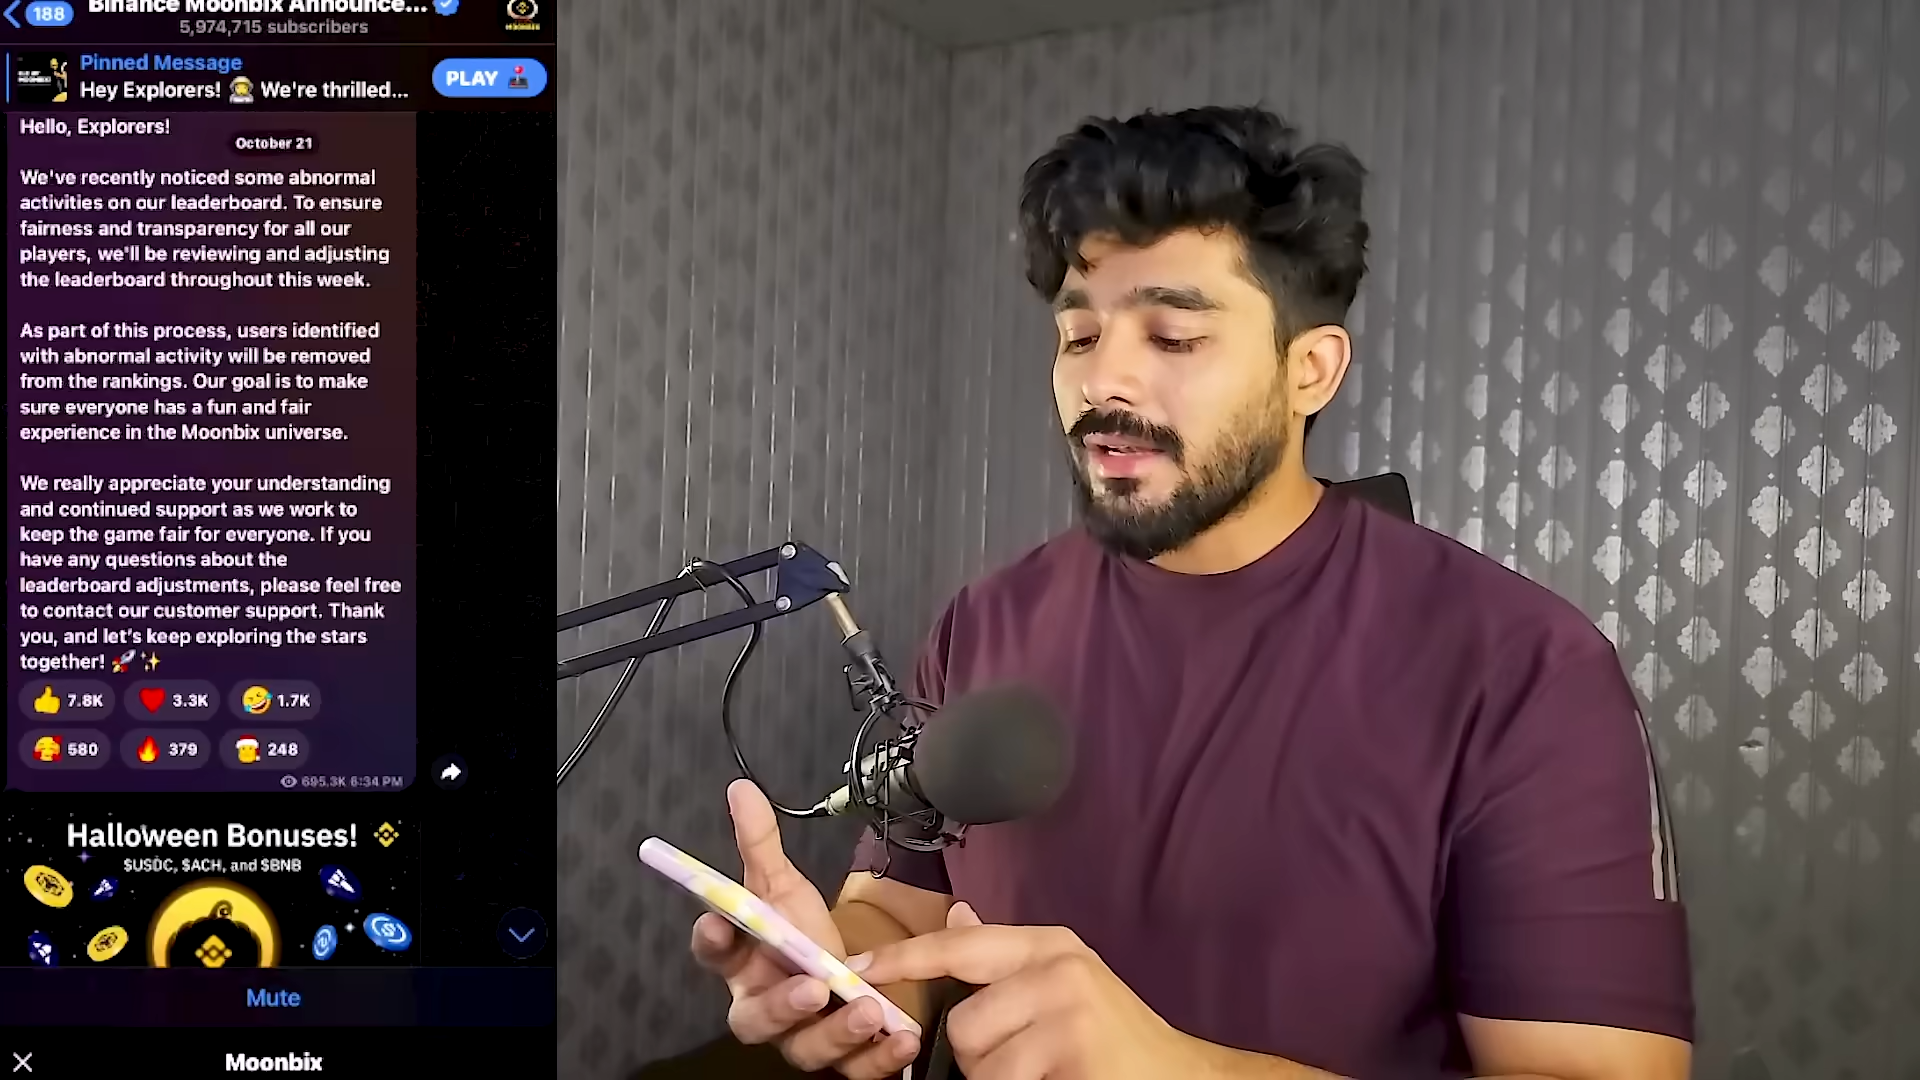 188
Binance Moonbix Announce...
5,974,715 subscribers
Pinned Message
Hey Explorers! 👩‍🚀 We're thrilled...
PLAY 🕹️
Hello, Explorers!
October 21
We've recently noticed some abnormal
activities on our leaderboard. To ensure
fairness and transparency for all our
players, we'll be reviewing and adjusting
the leaderboard throughout this week.
As part of this process, users identified
with abnormal activity will be removed
from the rankings. Our goal is to make
sure everyone has a fun and fair
experience in the Moonbix universe.
We really appreciate your understanding
and continued support as we work to
keep the game fair for everyone. If you
have any questions about the
leaderboard adjustments, please feel free
to contact our customer support. Thank
you, and let's keep exploring the stars
together! 🚀✨
👍 7.8K ❤️ 3.3K 🤣 1.7K
🥰 580 🔥 379 🎅 248
695.3K 6:34 PM
Halloween Bonuses!
$USDC, $ACH, and $BNB
Mute
Moonbix